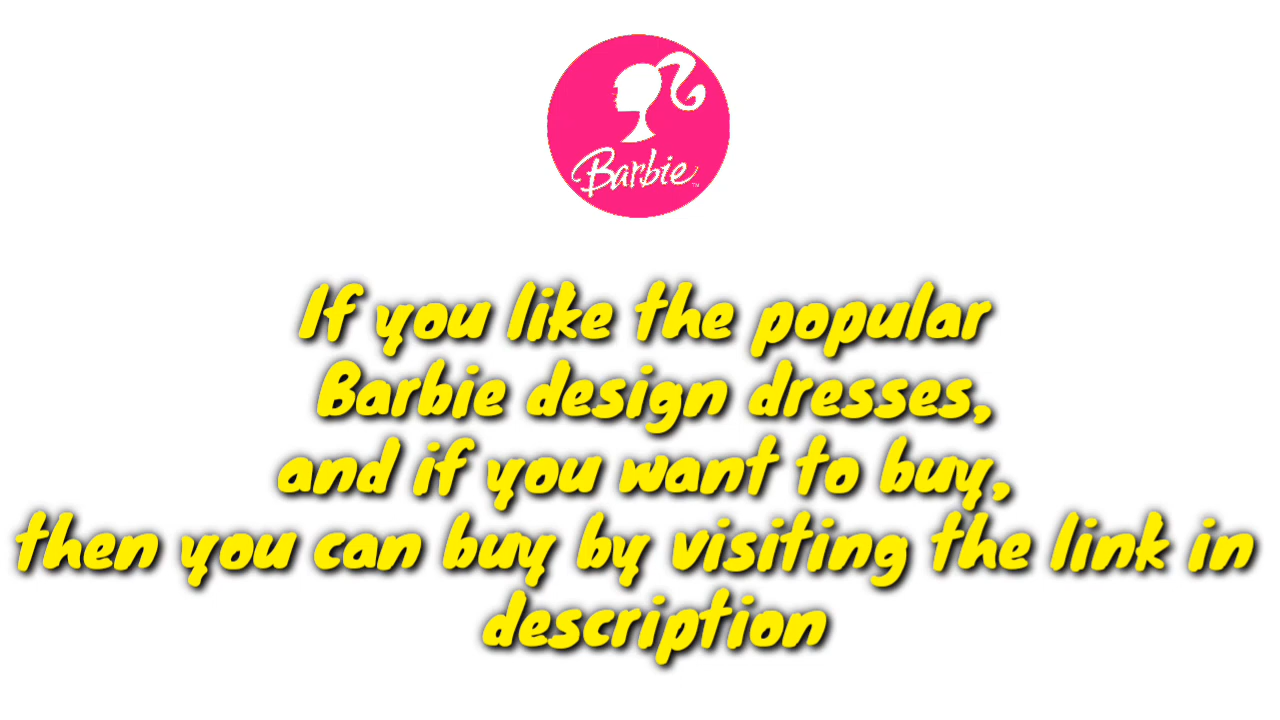 Barbie
If you like the popular
Barbie design dresses,
and if you want to buy,
then you can buy by visiting the link in
description